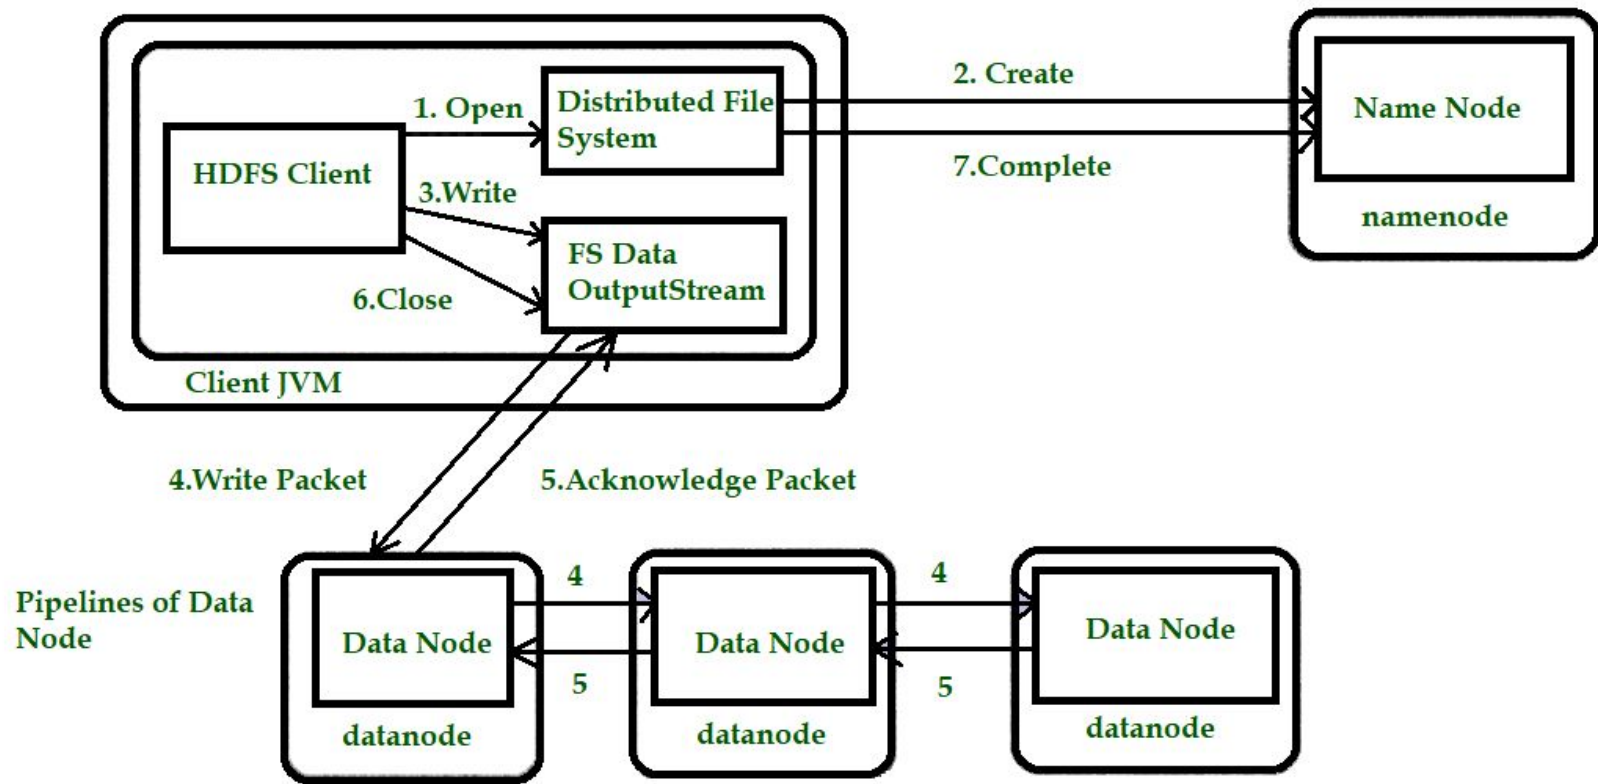 2. Create
1. Open
Distributed File
System
Name Node
HDFS Client
7.Complete
3.Write
namenode
FS Data
OutputStream
6.Close
Client JVM
4.Write Packet
5.Acknowledge Packet
Pipelines of Data
Node
4
4
Data Node
Data Node
Data Node
5
5
datanode
datanode
datanode